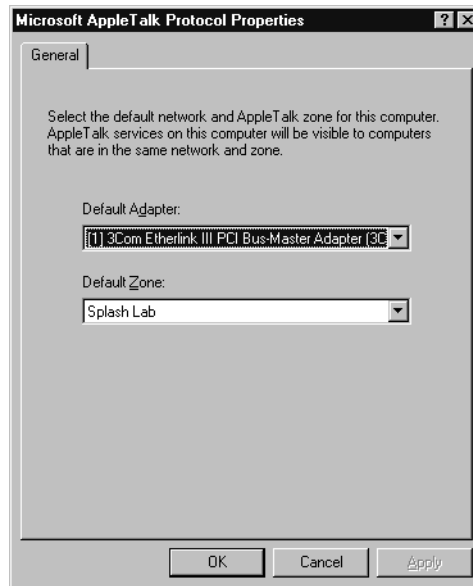 Microsoft AppleTalk Protocol Properties
General
Select the default network and AppleTalk zone for this computer.
AppleTalk services on this computer will be visible to computers
that are in the same network and zone.
Default Adapter:
[1] 3Com Etherlink III PCI Bus-Master Adapter (3C
Default Zone:
Splash Lab
OK
Cancel
Apply